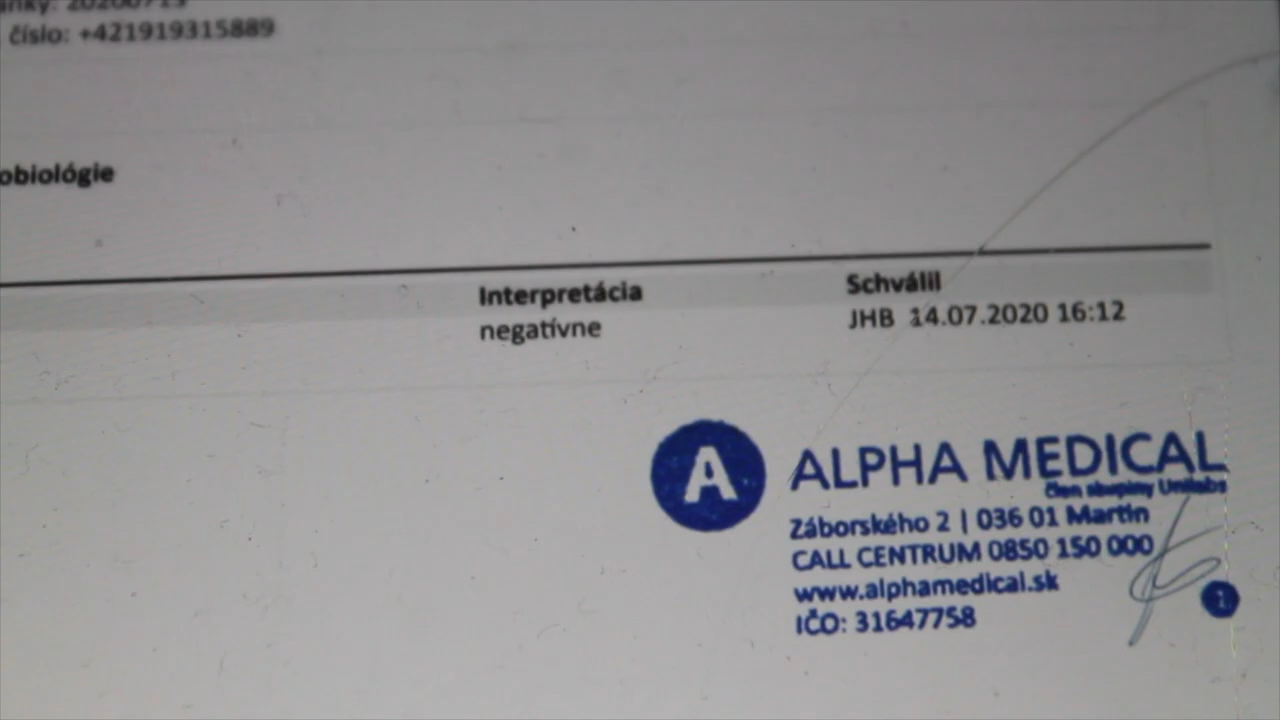 číslo: +421919315889
obiológie
Interpretácia
Schválil
negatívne
JHB 14.07.2020 16:12
A
ALPHA MEDICAL
člen skupiny Unilabs
Záborského 2 | 036 01 Martin
CALL CENTRUM 0850 150 000
www.alphamedical.sk
IČO: 31647758
1